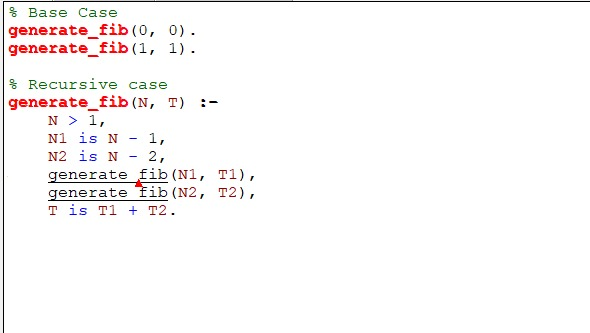 % Base Case
generate_fib(0, 0).
generate_fib(1, 1).
% Recursive case
generate_fib(N, T) :-
N > 1,
N1 is N - 1,
N2 is N - 2,
generate_fib(N1, T1),
generate_fib(N2, T2),
T is T1 + T2.